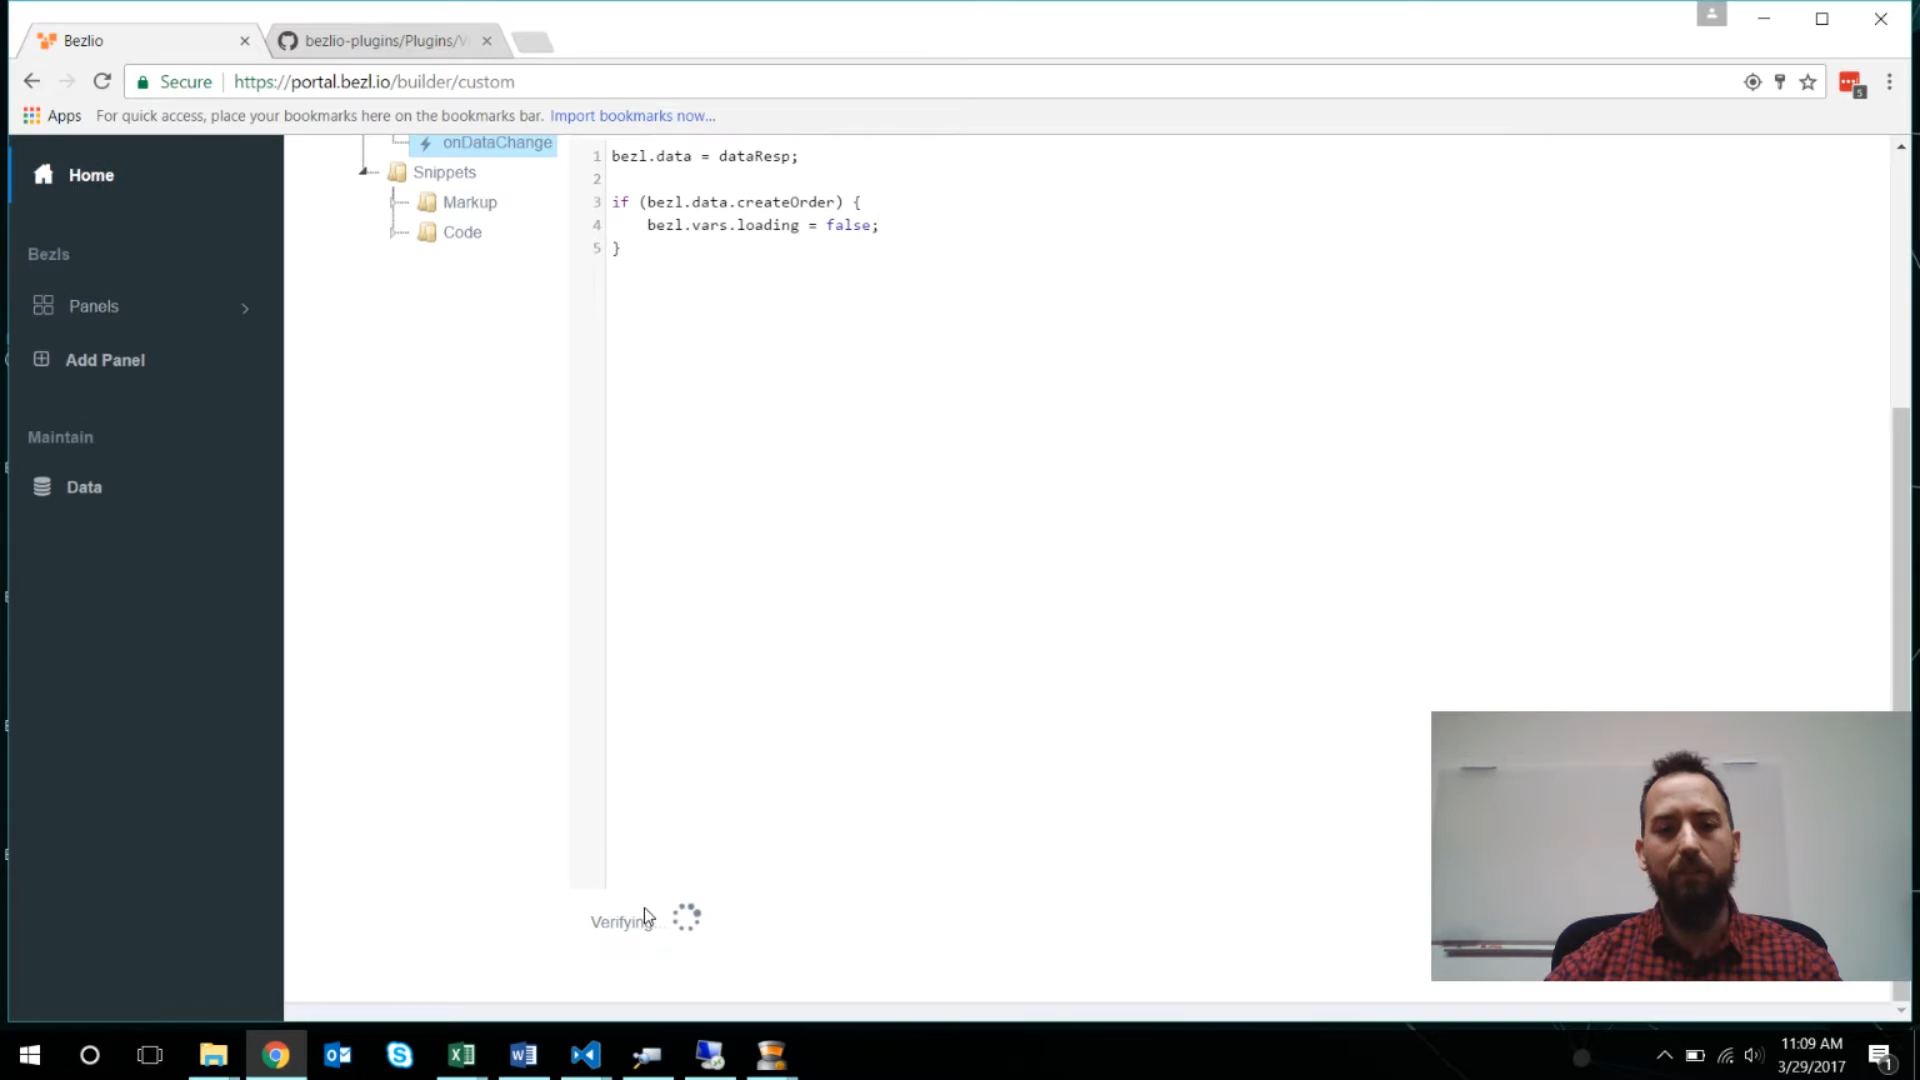 Bezlio
bezlio-plugins/Plugins/V
Secure
https://portal.bezl.io/builder/custom
5
Apps
For quick access, place your bookmarks here on the bookmarks bar.
Import bookmarks now...
Home
Bezls
Panels
Add Panel
Maintain
Data
onDataChange
Snippets
Markup
Code
1 bezl.data = dataResp;
2
3 if (bezl.data.createOrder) {
4 bezl.vars.loading = false;
5 }
Verifying...
11:09 AM
3/29/2017
1